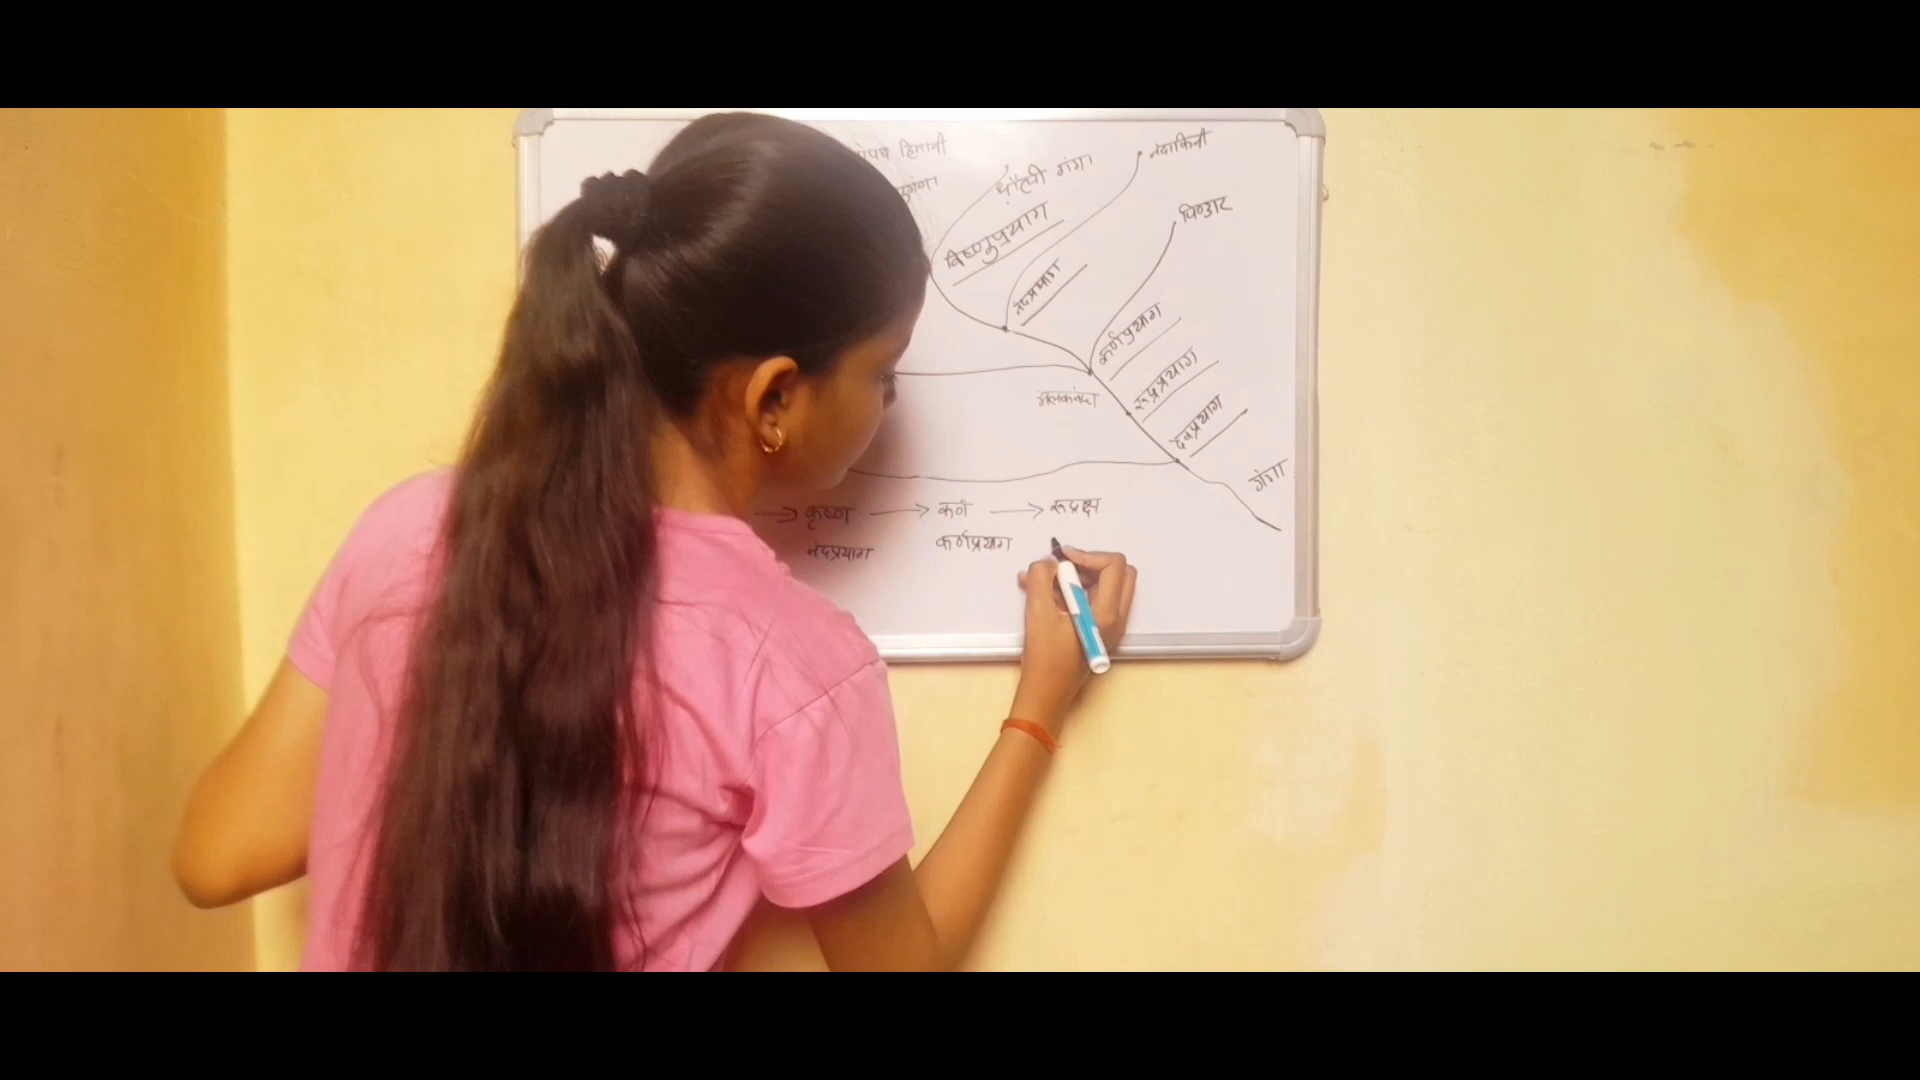 हिमानी
धौली गंगा
नंदाकिनी
विष्णुप्रयाग
पिण्डार
नंदप्रयाग
कर्णप्रयाग
रूद्रप्रयाग
अलकनंदा
देवप्रयाग
गंगा
→ कृष्ण → कर्ण → रूद्राक्ष
नंदप्रयाग कर्णप्रयाग